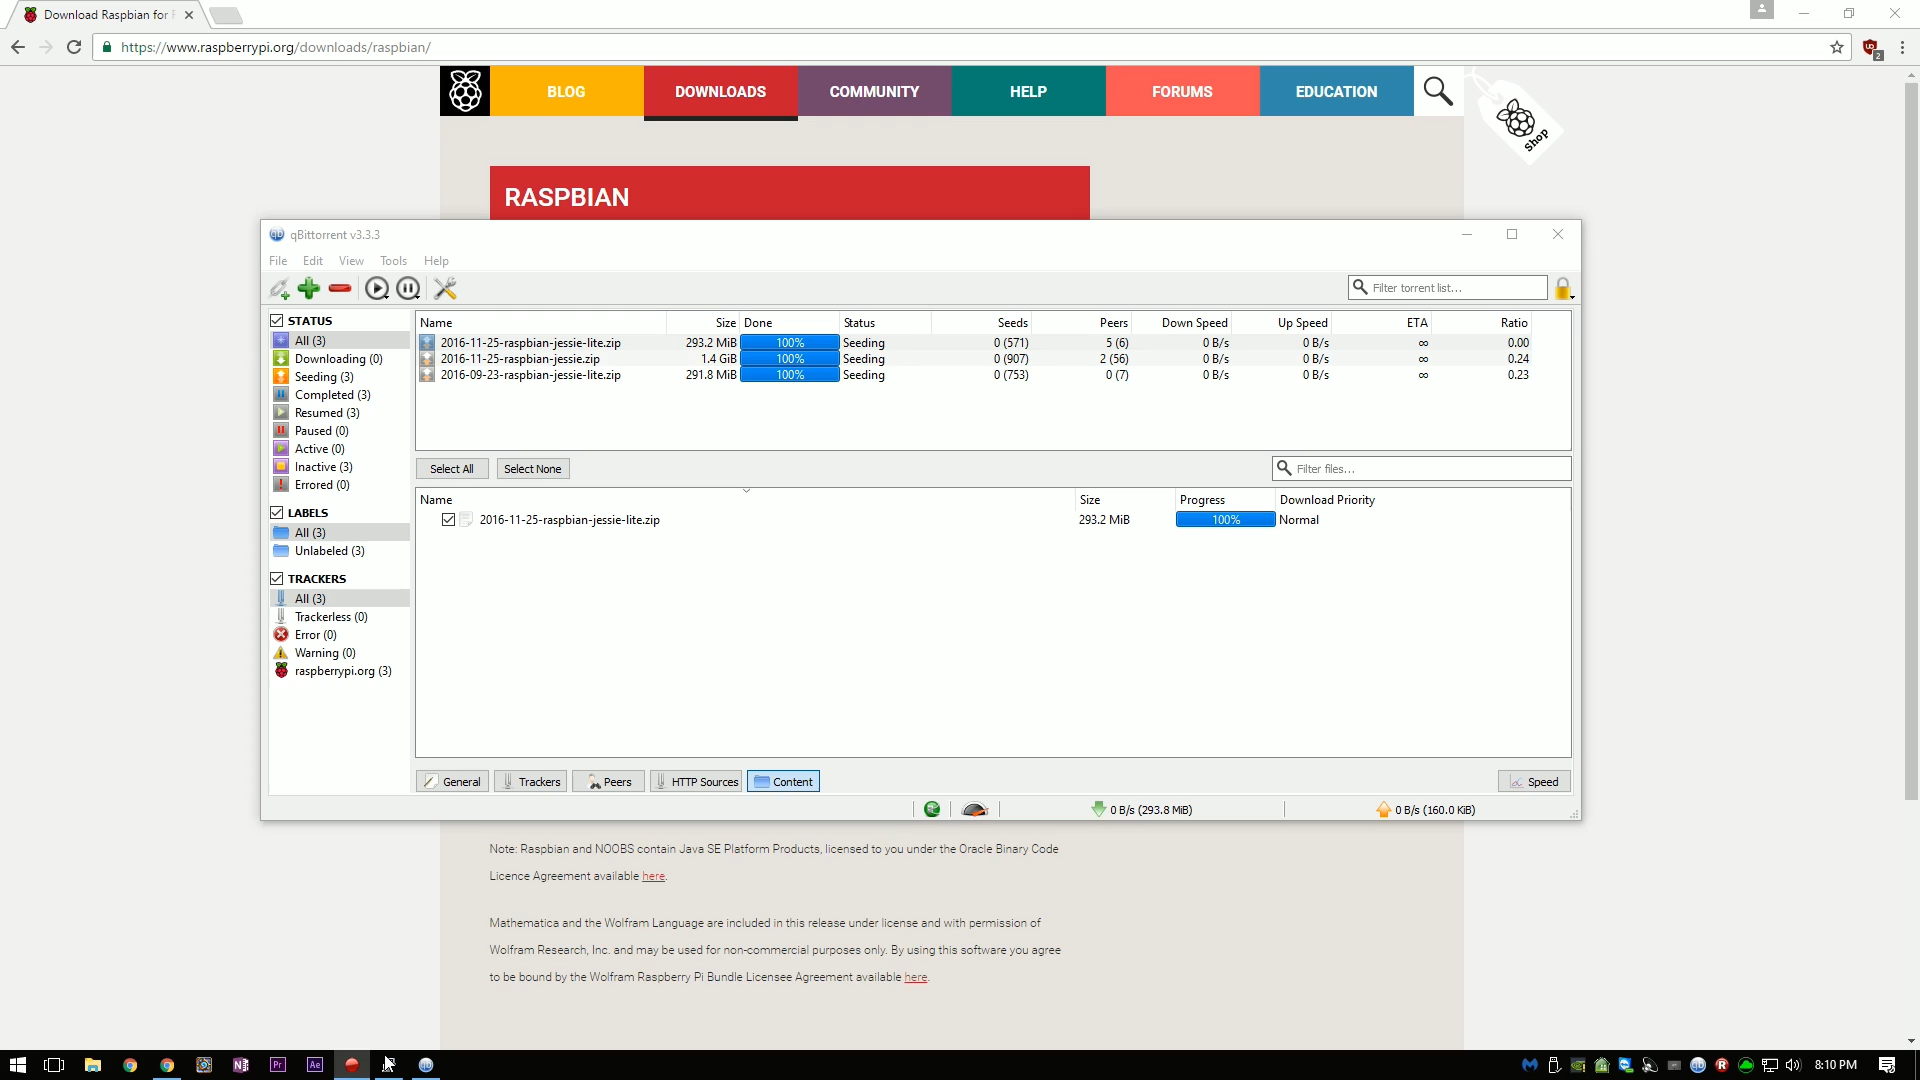 Download Raspbian for
https://www.raspberrypi.org/downloads/raspbian/
2
BLOG DOWNLOADS COMMUNITY HELP FORUMS EDUCATION
Shop
RASPBIAN
qb qBittorrent v3.3.3
File Edit View Tools Help
Filter torrent list...
STATUS
All (3)
Downloading (0)
Seeding (3)
Completed (3)
Resumed (3)
Paused (0)
Active (0)
Inactive (3)
Errored (0)
LABELS
All (3)
Unlabeled (3)
TRACKERS
All (3)
Trackerless (0)
Error (0)
Warning (0)
raspberrypi.org (3)
Name Size Done Status Seeds Peers Down Speed Up Speed ETA Ratio
2016-11-25-raspbian-jessie-lite.zip 293.2 MiB 100% Seeding 0 (571) 5 (6) 0 B/s 0 B/s ∞ 0.00
2016-11-25-raspbian-jessie.zip 1.4 GiB 100% Seeding 0 (907) 2 (56) 0 B/s 0 B/s ∞ 0.24
2016-09-23-raspbian-jessie-lite.zip 291.8 MiB 100% Seeding 0 (753) 0 (7) 0 B/s 0 B/s ∞ 0.23
Select All Select None Filter files...
Name Size Progress Download Priority
2016-11-25-raspbian-jessie-lite.zip 293.2 MiB 100% Normal
General Trackers Peers HTTP Sources Content Speed
0 B/s (293.8 MiB) 0 B/s (160.0 KiB)
Note: Raspbian and NOOBS contain Java SE Platform Products, licensed to you under the Oracle Binary Code
Licence Agreement available here.
Mathematica and the Wolfram Language are included in this release under license and with permission of
Wolfram Research, Inc. and may be used for non-commercial purposes only. By using this software you agree
to be bound by the Wolfram Raspberry Pi Bundle Licensee Agreement available here.
Pr Ae 8:10 PM